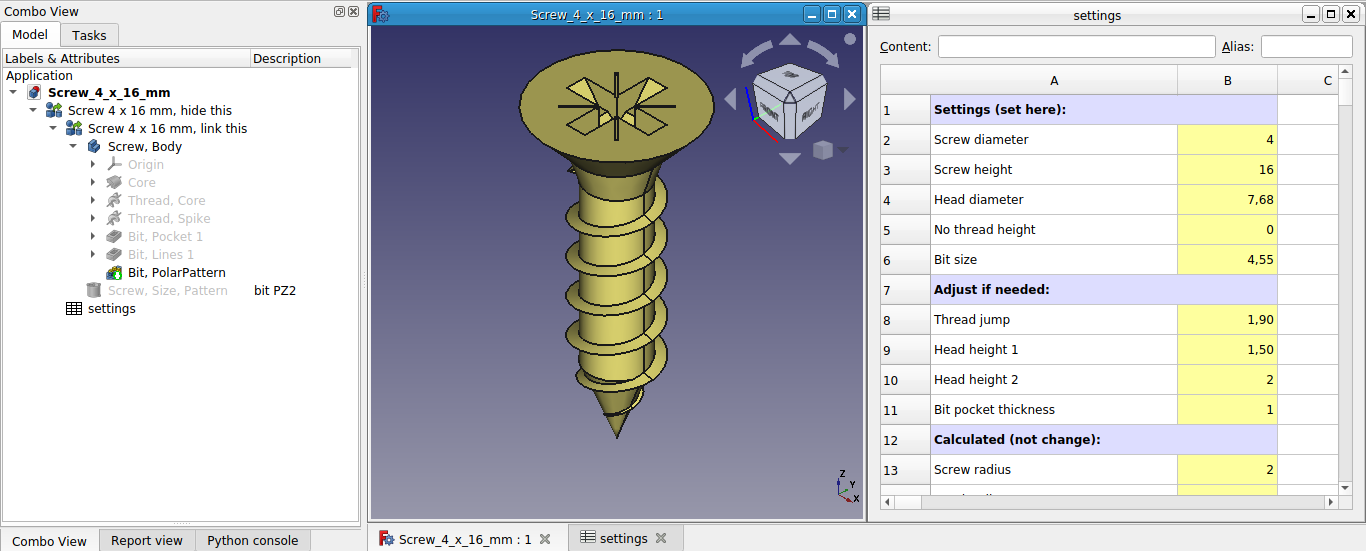 Combo View
Model
Tasks
Labels & Attributes
Description
Application
Screw_4_x_16_mm
Screw 4 x 16 mm, hide this
Screw 4 x 16 mm, link this
Screw, Body
Origin
Core
Thread, Core
Thread, Spike
Bit, Pocket 1
Bit, Lines 1
Bit, PolarPattern
Screw, Size, Pattern bit PZ2
settings
Combo View
Report view
Python console
Screw_4_x_16_mm : 1
FRONT
RIGHT
Z
Y
X
Screw_4_x_16_mm : 1
settings
settings
Content:
Alias:
A B C
1 Settings (set here):
2 Screw diameter 4
3 Screw height 16
4 Head diameter 7,68
5 No thread height 0
6 Bit size 4,55
7 Adjust if needed:
8 Thread jump 1,90
9 Head height 1 1,50
10 Head height 2 2
11 Bit pocket thickness 1
12 Calculated (not change):
13 Screw radius 2